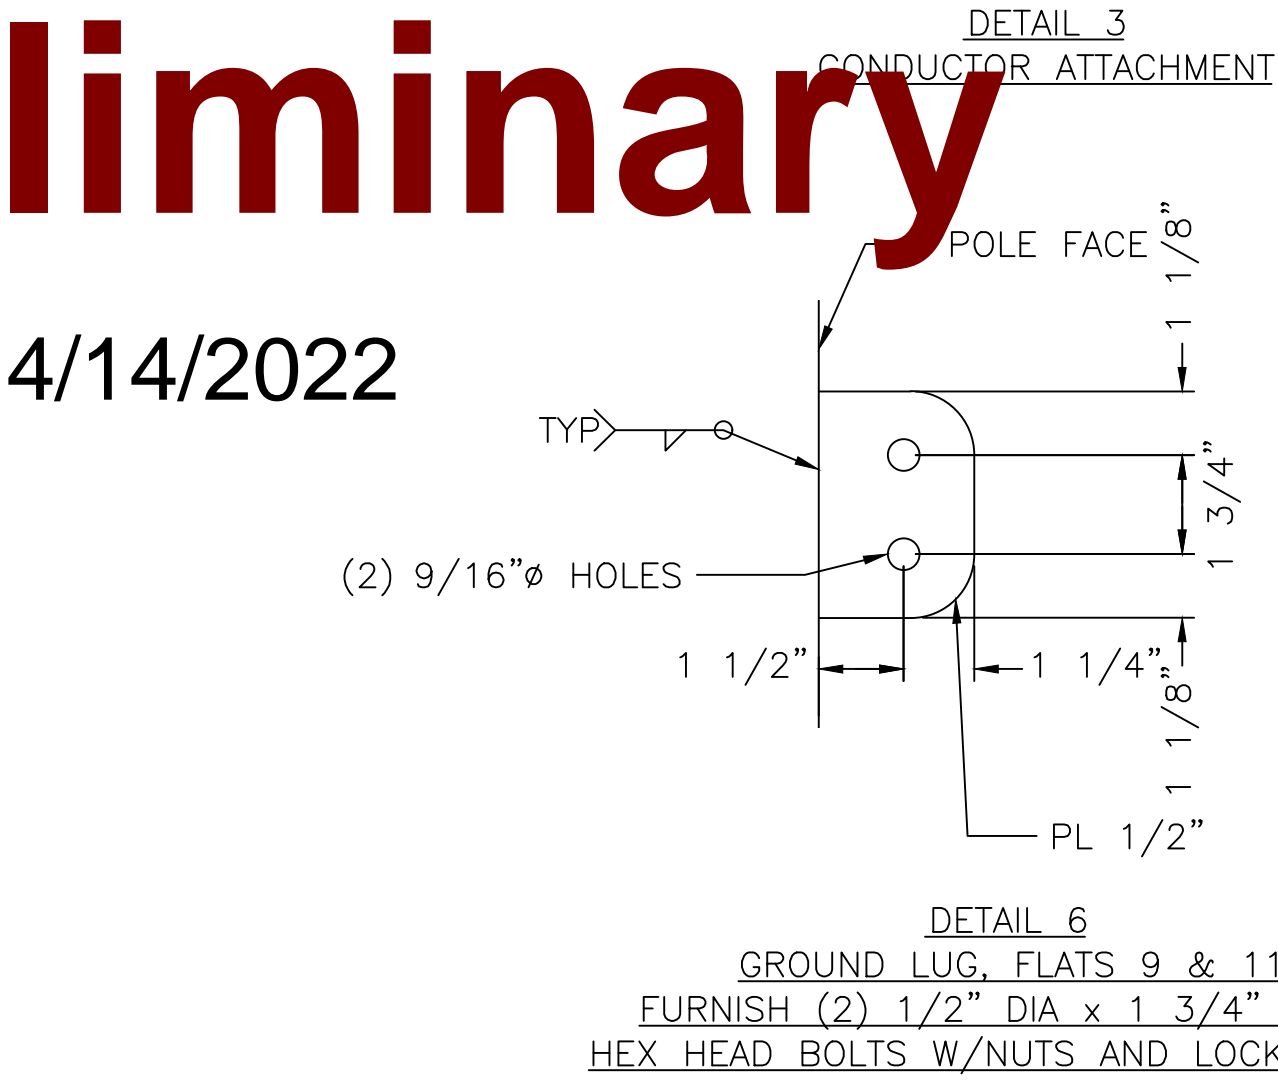 DETAIL 3
CONDUCTOR ATTACHMENT
liminary
POLE FACE
1 1/8”
4/14/2022
TYP
1 3/4”
(2) 9/16”ø HOLES
1 1/2”
1 1/4”
1 1/8”
PL 1/2”
DETAIL 6
GROUND LUG, FLATS 9 & 11
FURNISH (2) 1/2” DIA x 1 3/4”
HEX HEAD BOLTS W/NUTS AND LOCK